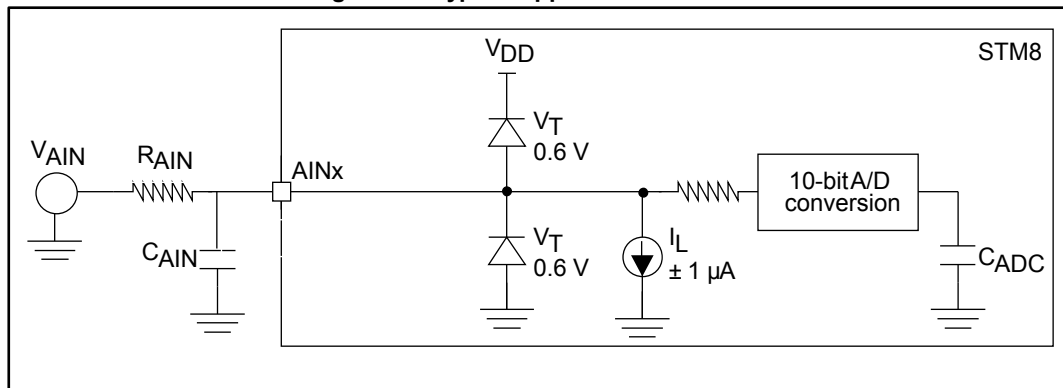 STM8
VDD
VT
0.6 V
VAIN
RAIN
AINx
10-bit A/D
conversion
VT
0.6 V
IL
± 1 µA
CAIN
CADC